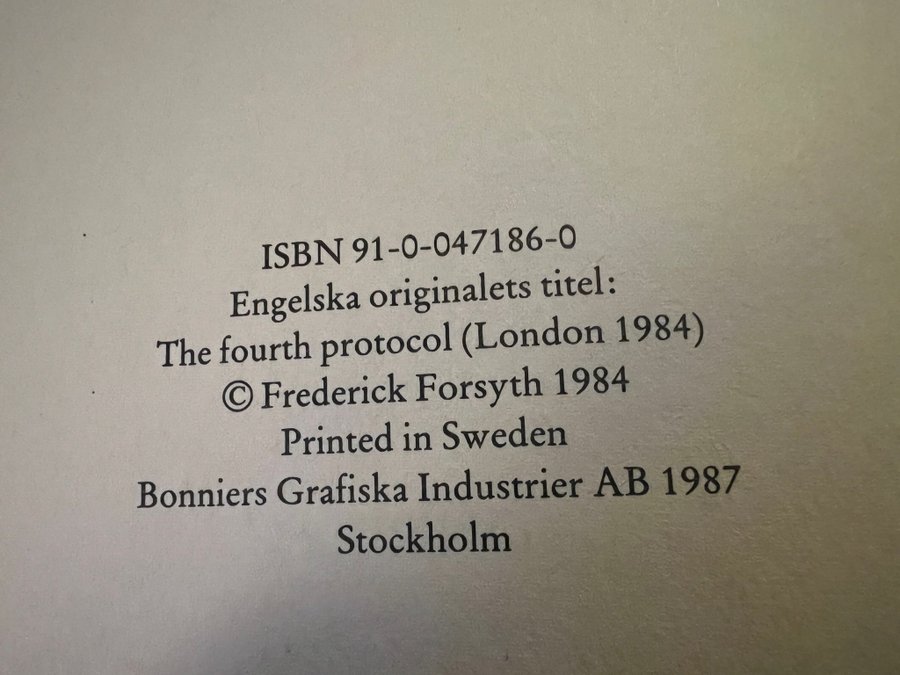 ISBN 91-0-047186-0
Engelska originalets titel:
The fourth protocol (London 1984)
© Frederick Forsyth 1984
Printed in Sweden
Bonniers Grafiska Industrier AB 1987
Stockholm